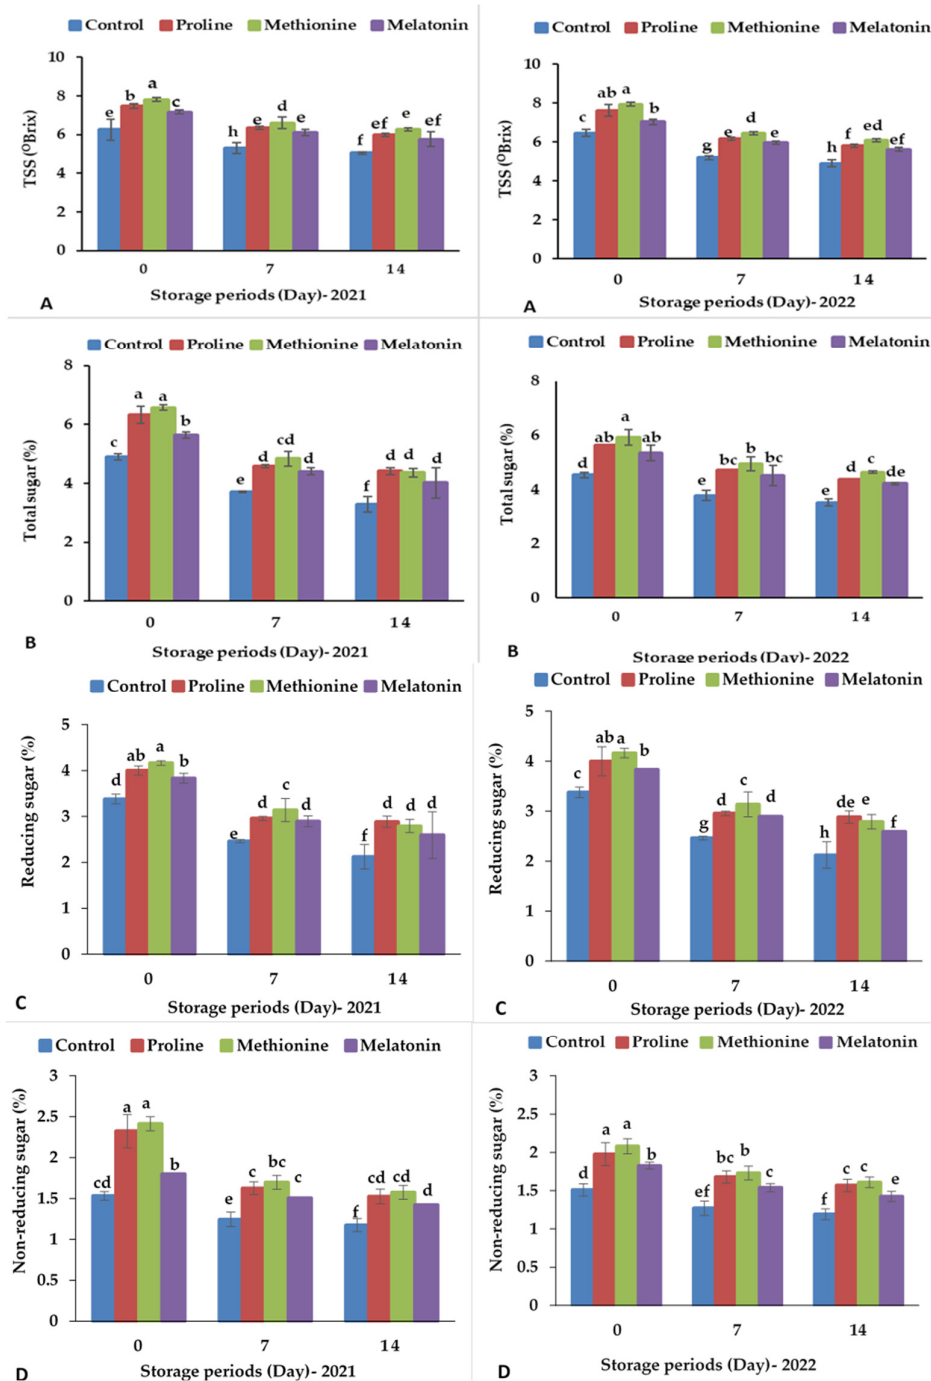 Control Proline Methionine Melatonin
TSS (ᴼBrix)
10
8
6
4
2
0
e b a c
h e d e
f ef e ef
0 7 14
Storage periods (Day)- 2021
A
Control Proline Methionine Melatonin
TSS (ᴼBrix)
10
8
6
4
2
0
c ab a b
g e d e
h f ed ef
0 7 14
Storage periods (Day)- 2022
A
Control Proline Methionine Melatonin
Total sugar (%)
8
6
4
2
0
c a a b
e d cd d
f d d d
0 7 14
Storage periods (Day)- 2021
B
Control Proline Methionine Melatonin
Total sugar (%)
8
6
4
2
0
d ab a ab
e bc b bc
e d c de
0 7 14
Storage periods (Day)- 2022
B
Control Proline Methionine Melatonin
Reducing sugar (%)
5
4
3
2
1
0
d ab a b
e d c d
f d d d
0 7 14
Storage periods (Day)- 2021
C
Control Proline Methionine Melatonin
Reducing sugar (%)
5
4
3
2
1
0
c ab a b
g d c d
h de e f
0 7 14
Storage periods (Day)- 2022
C
Control Proline Methionine Melatonin
Non-reducing sugar (%)
3
2.5
2
1.5
1
0.5
0
cd a a b
e c bc c
f cd cd d
0 7 14
Storage periods (Day)- 2021
D
Control Proline Methionine Melatonin
Non-reducing sugar (%)
3
2.5
2
1.5
1
0.5
0
d a a b
ef bc b c
f c c e
0 7 14
Storage periods (Day)- 2022
D